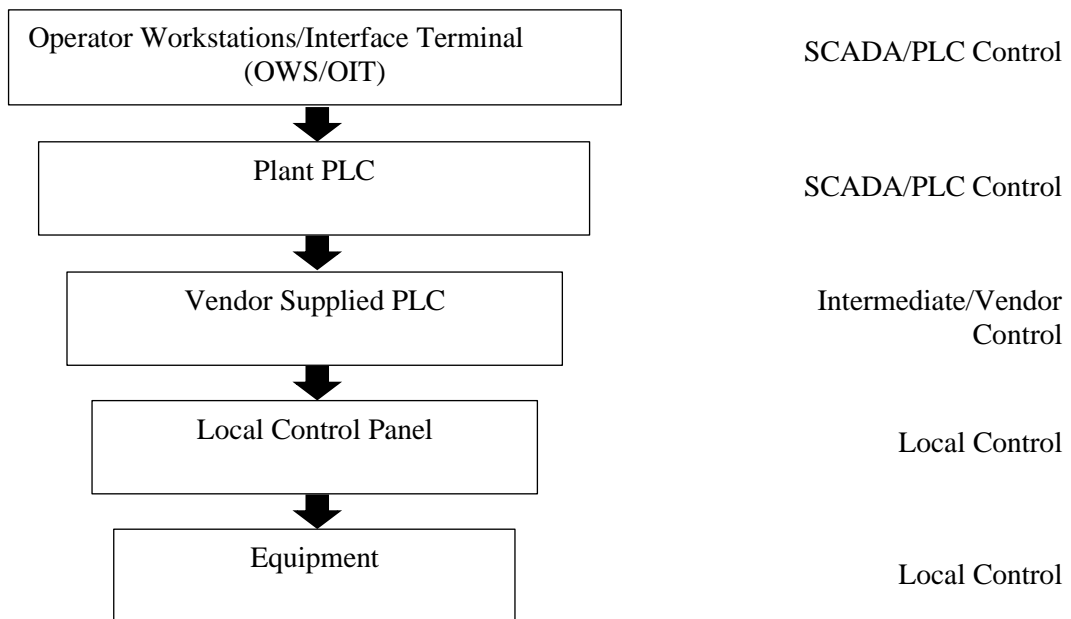 Operator Workstations/Interface Terminal
(OWS/OIT)
SCADA/PLC Control
Plant PLC
SCADA/PLC Control
Vendor Supplied PLC
Intermediate/Vendor
Control
Local Control Panel
Local Control
Equipment
Local Control